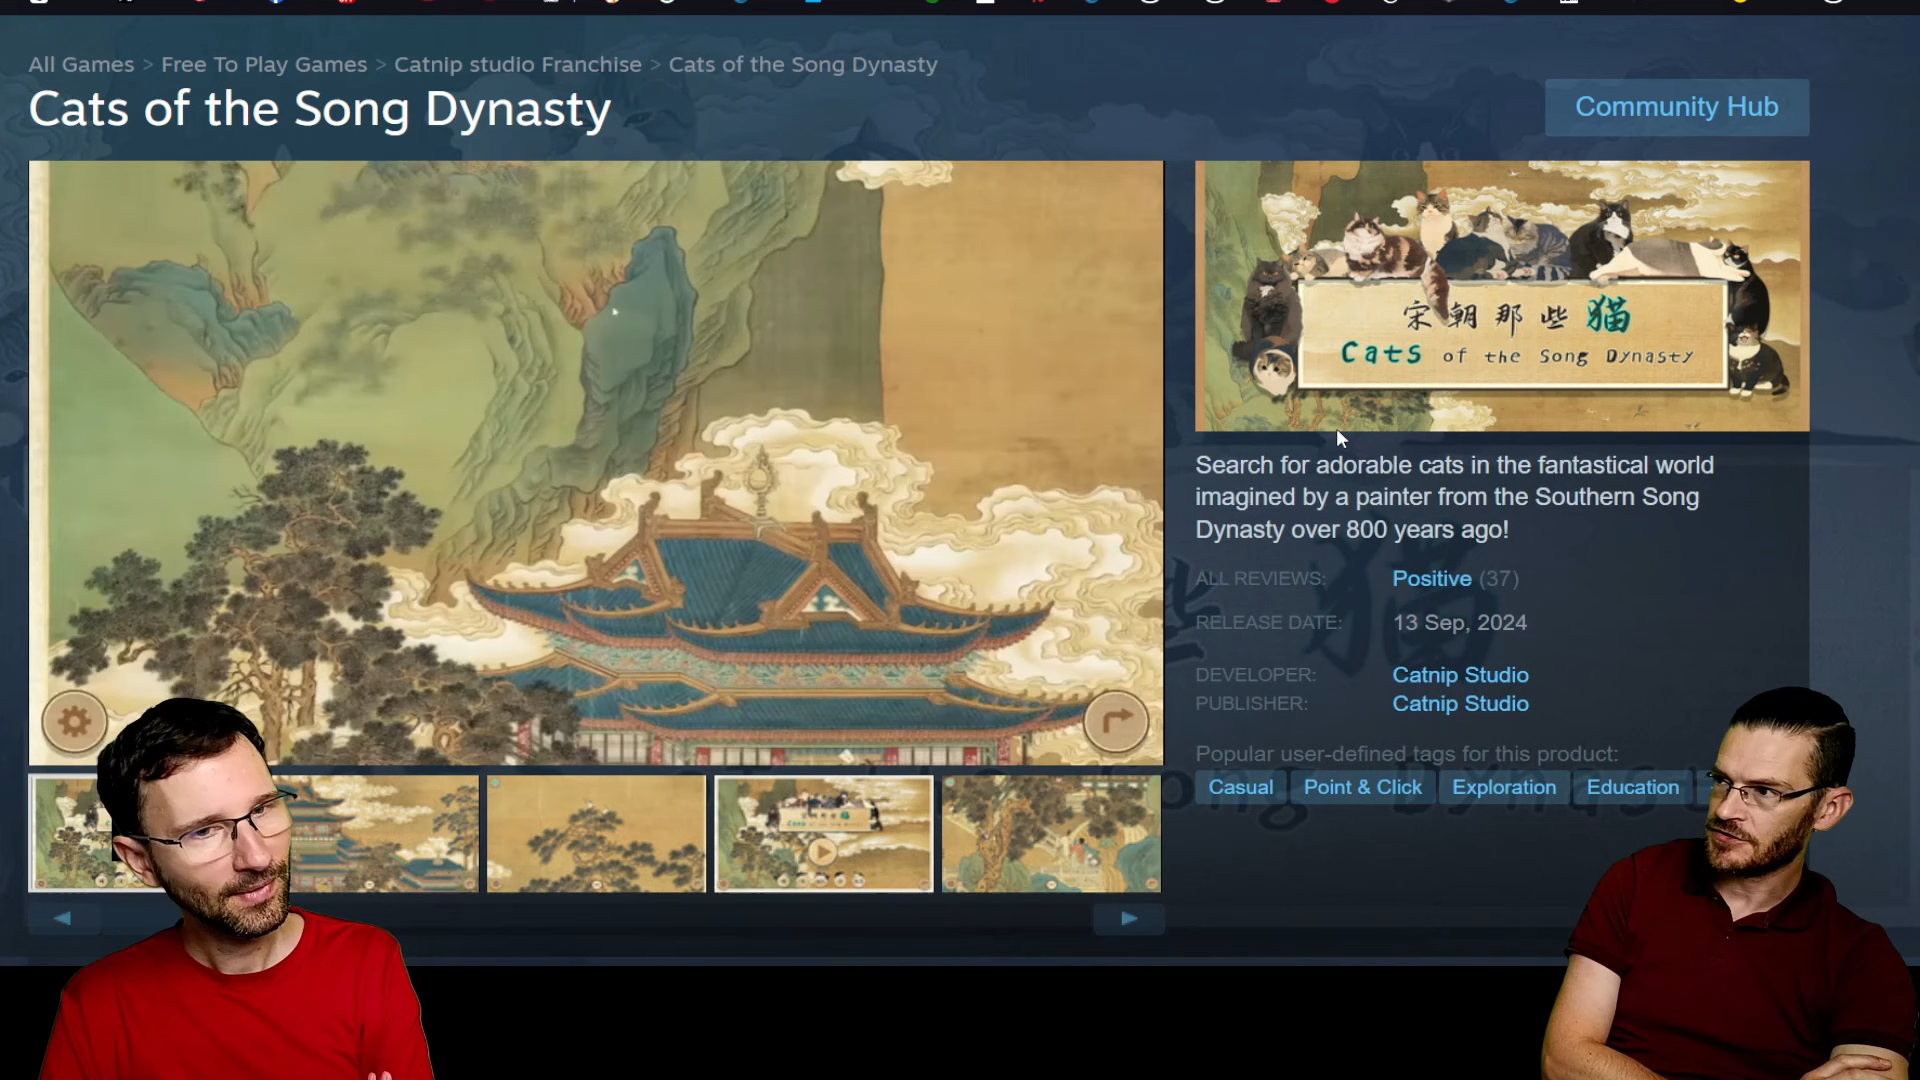 All Games > Free To Play Games > Catnip studio Franchise > Cats of the Song Dynasty
Cats of the Song Dynasty
Community Hub
宋朝那些猫
Cats of the Song Dynasty
Search for adorable cats in the fantastical world
imagined by a painter from the Southern Song
Dynasty over 800 years ago!
ALL REVIEWS: Positive (37)
RELEASE DATE: 13 Sep, 2024
DEVELOPER: Catnip Studio
PUBLISHER: Catnip Studio
Popular user-defined tags for this product:
Casual Point & Click Exploration Education